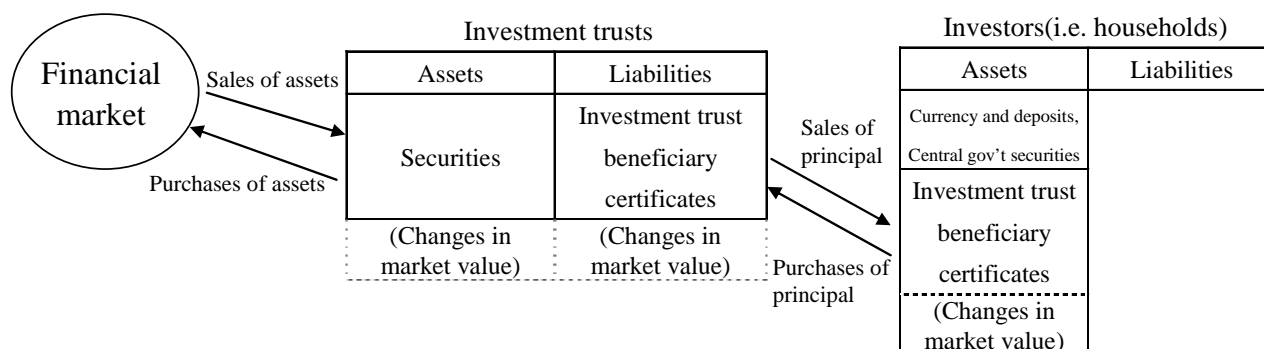 Financial
market
Sales of assets
Purchases of assets
Investment trusts
Assets
Liabilities
Securities
Investment trust
beneficiary
certificates
(Changes in
market value)
(Changes in
market value)
Sales of
principal
Purchases of
principal
Investors(i.e. households)
Assets
Liabilities
Currency and deposits,
Central gov't securities
Investment trust
beneficiary
certificates
(Changes in
market value)